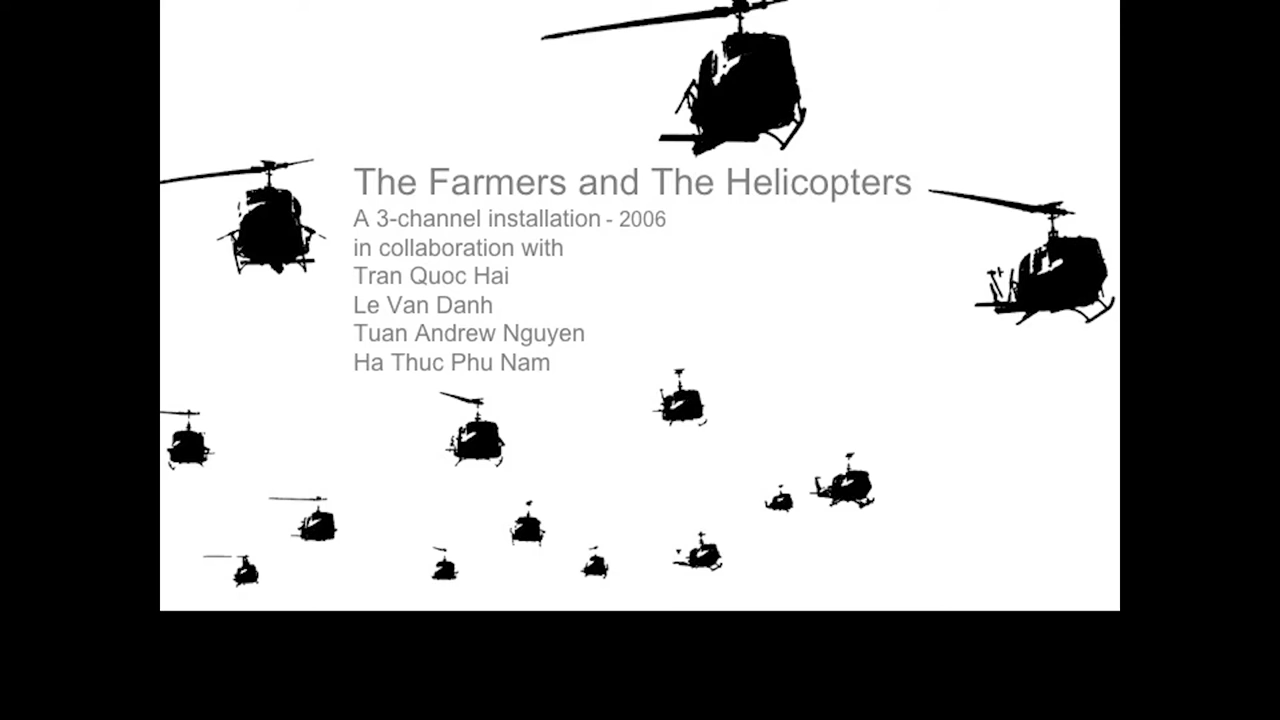 The Farmers and The Helicopters
A 3-channel installation - 2006
in collaboration with
Tran Quoc Hai
Le Van Danh
Tuan Andrew Nguyen
Ha Thuc Phu Nam